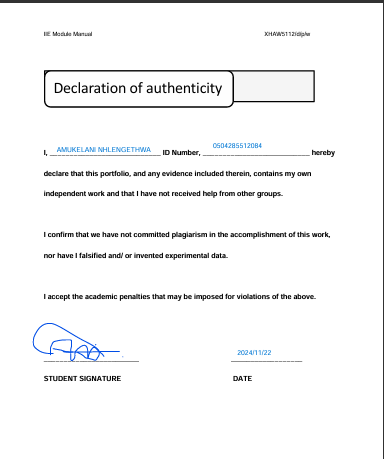 IIE Module Manual XHAW5112/d/p/w
Declaration of authenticity
I, AMUKELANI NHLENGETHWA ID Number, 0504285512084 hereby
declare that this portfolio, and any evidence included therein, contains my own
independent work and that I have not received help from other groups.
I confirm that we have not committed plagiarism in the accomplishment of this work,
nor have I falsified and/ or invented experimental data.
I accept the academic penalties that may be imposed for violations of the above.
2024/11/22
STUDENT SIGNATURE DATE